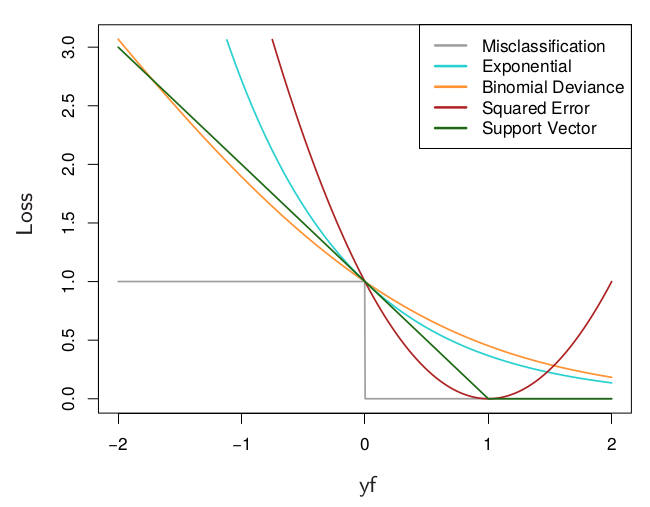 Misclassification
Exponential
Binomial Deviance
Squared Error
Support Vector
Loss
3.0
2.5
2.0
1.5
1.0
0.5
0.0
−2 −1 0 1 2
yf